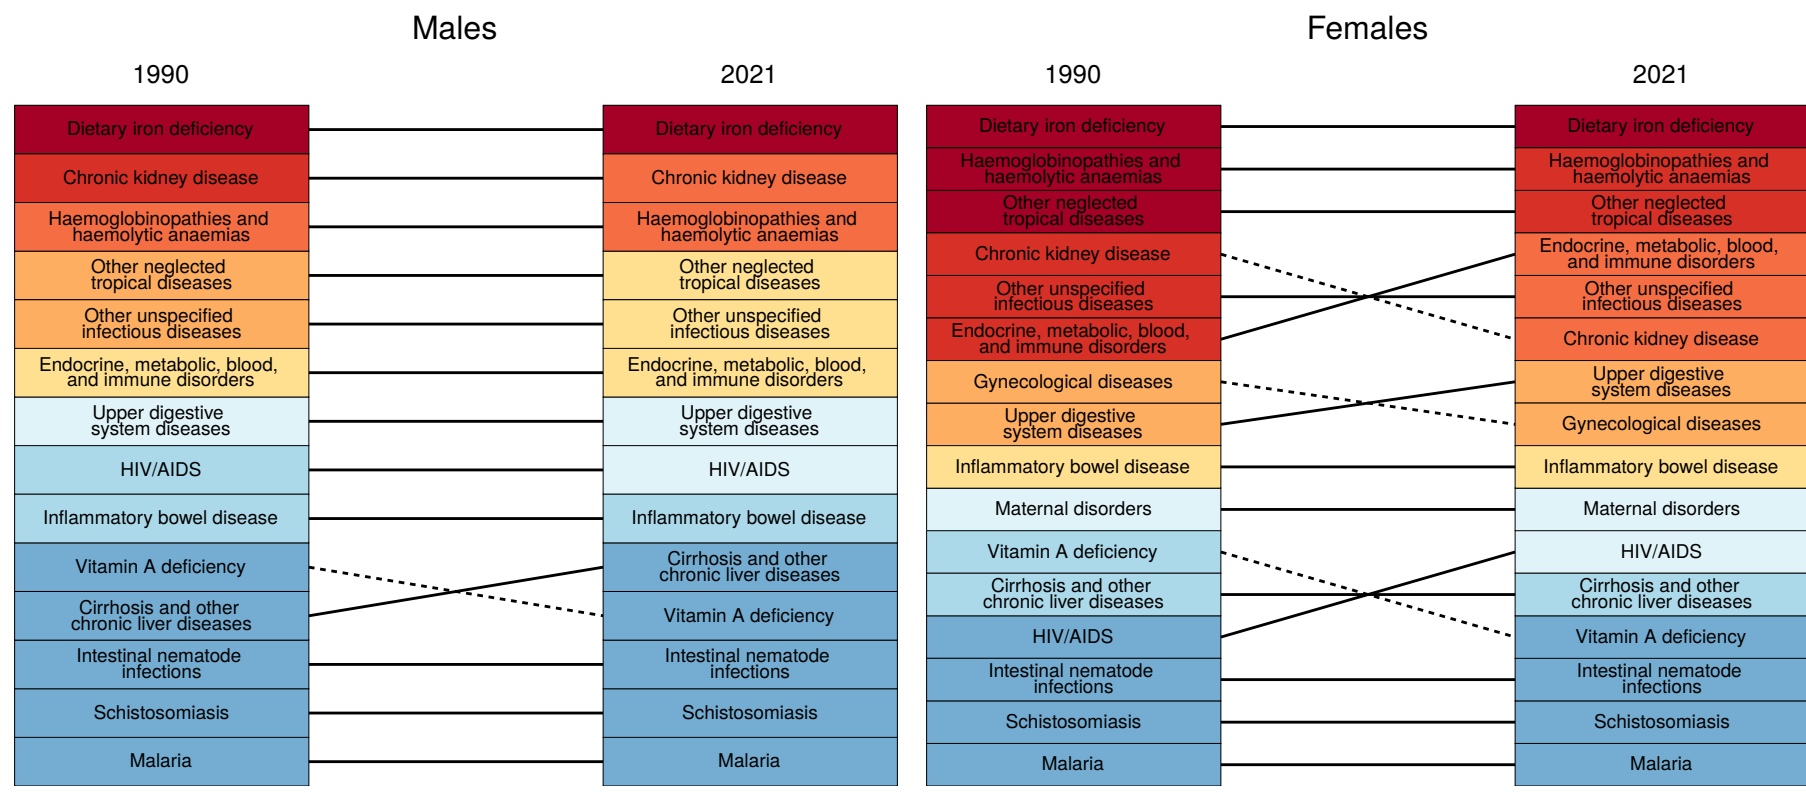 Males
1990
2021
Dietary iron deficiency
Chronic kidney disease
Haemoglobinopathies and
haemolytic anaemias
Other neglected
tropical diseases
Other unspecified
infectious diseases
Endocrine, metabolic, blood,
and immune disorders
Upper digestive
system diseases
HIV/AIDS
Inflammatory bowel disease
Vitamin A deficiency
Cirrhosis and other
chronic liver diseases
Intestinal nematode
infections
Schistosomiasis
Malaria
Dietary iron deficiency
Chronic kidney disease
Haemoglobinopathies and
haemolytic anaemias
Other neglected
tropical diseases
Other unspecified
infectious diseases
Endocrine, metabolic, blood,
and immune disorders
Upper digestive
system diseases
HIV/AIDS
Inflammatory bowel disease
Cirrhosis and other
chronic liver diseases
Vitamin A deficiency
Intestinal nematode
infections
Schistosomiasis
Malaria
Females
1990
2021
Dietary iron deficiency
Haemoglobinopathies and
haemolytic anaemias
Other neglected
tropical diseases
Chronic kidney disease
Other unspecified
infectious diseases
Endocrine, metabolic, blood,
and immune disorders
Gynecological diseases
Upper digestive
system diseases
Inflammatory bowel disease
Maternal disorders
Vitamin A deficiency
Cirrhosis and other
chronic liver diseases
HIV/AIDS
Intestinal nematode
infections
Schistosomiasis
Malaria
Dietary iron deficiency
Haemoglobinopathies and
haemolytic anaemias
Other neglected
tropical diseases
Endocrine, metabolic, blood,
and immune disorders
Other unspecified
infectious diseases
Chronic kidney disease
Upper digestive
system diseases
Gynecological diseases
Inflammatory bowel disease
Maternal disorders
HIV/AIDS
Cirrhosis and other
chronic liver diseases
Vitamin A deficiency
Intestinal nematode
infections
Schistosomiasis
Malaria